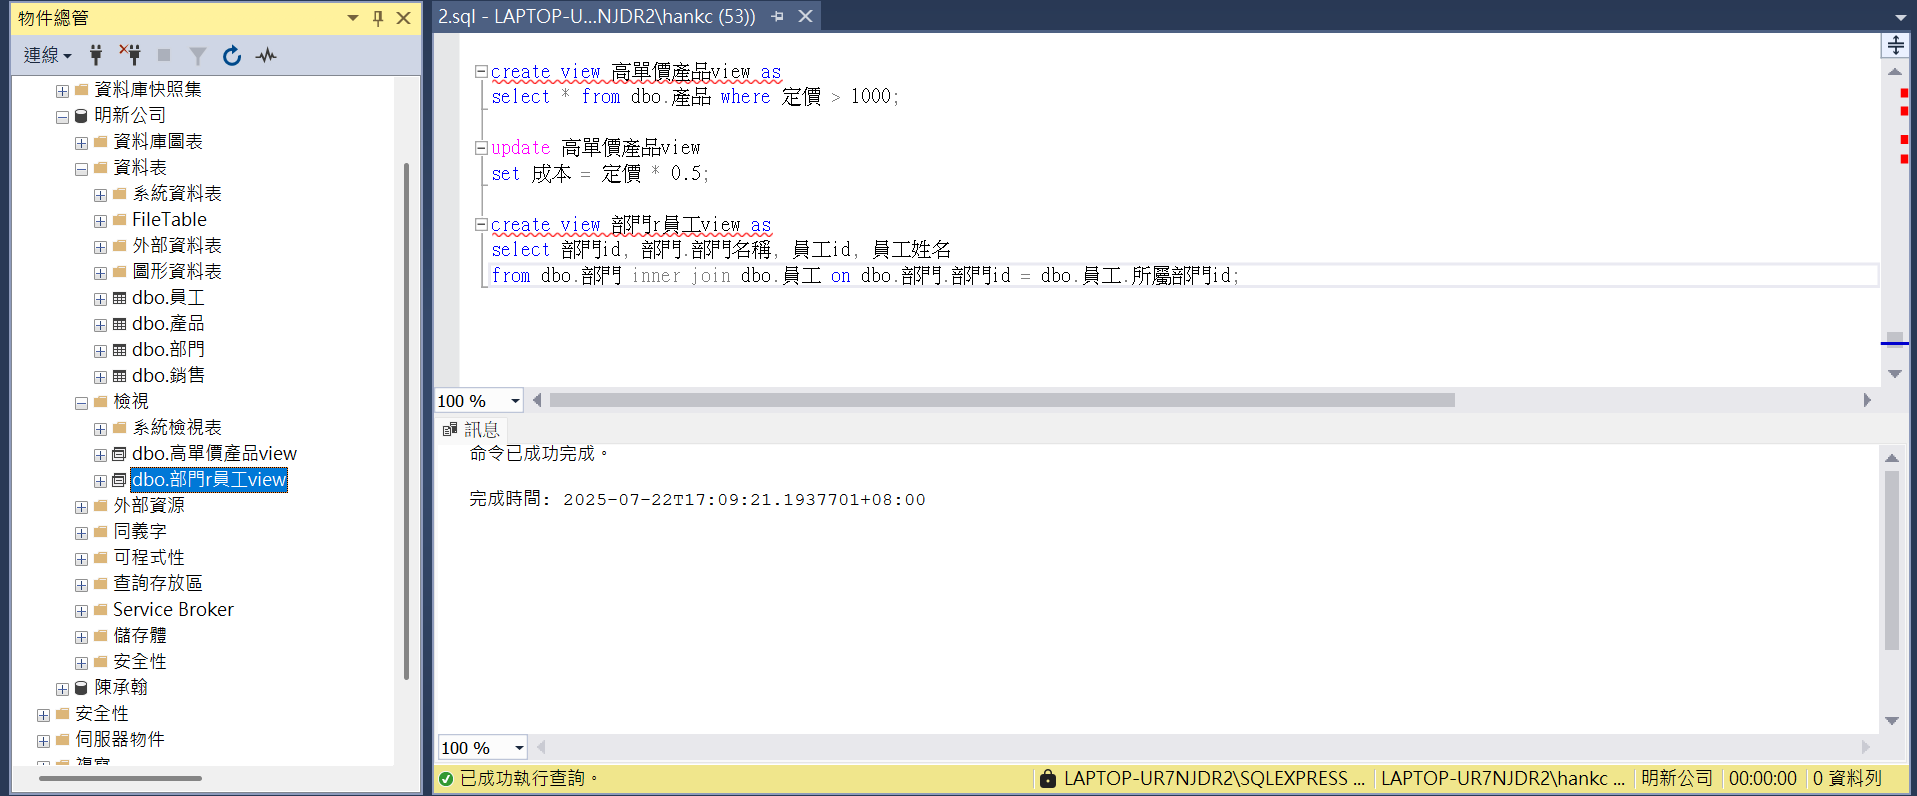 物件總管
連線
資料庫快照集
明新公司
資料庫圖表
資料表
系統資料表
FileTable
外部資料表
圖形資料表
dbo.員工
dbo.產品
dbo.部門
dbo.銷售
檢視
系統檢視表
dbo.高單價產品view
dbo.部門r員工view
外部資源
同義字
可程式性
查詢存放區
Service Broker
儲存體
安全性
陳承翰
安全性
伺服器物件
複寫
2.sql - LAPTOP-U...NJDR2\hankc (53))
create view 高單價產品view as
select * from dbo.產品 where 定價 > 1000;
update 高單價產品view
set 成本 = 定價 * 0.5;
create view 部門r員工view as
select 部門id, 部門.部門名稱, 員工id, 員工姓名
from dbo.部門 inner join dbo.員工 on dbo.部門.部門id = dbo.員工.所屬部門id;
100 %
訊息
命令已成功完成。
完成時間: 2025-07-22T17:09:21.1937701+08:00
100 %
已成功執行查詢。 LAPTOP-UR7NJDR2\SQLEXPRESS ... LAPTOP-UR7NJDR2\hankc ... 明新公司 00:00:00 0 資料列